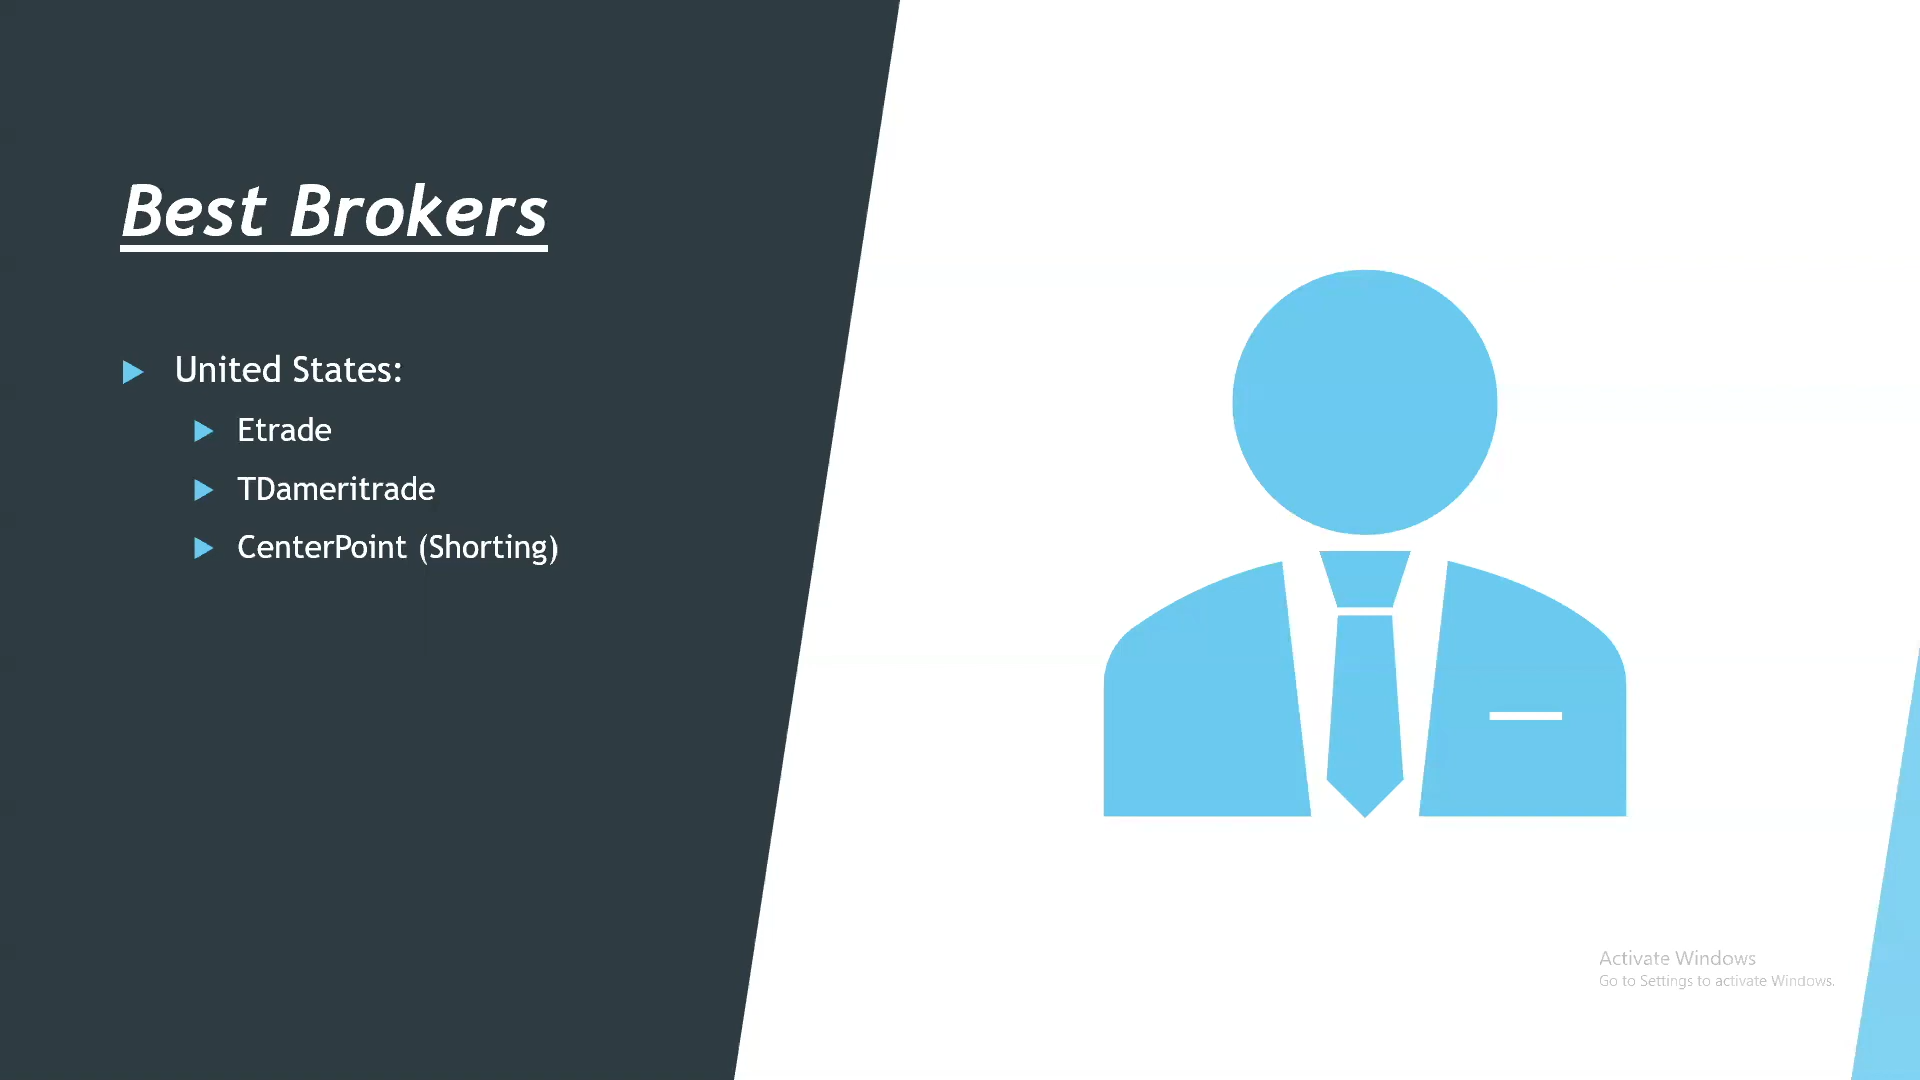 Best Brokers
United States:
Etrade
TDameritrade
CenterPoint (Shorting)
Activate Windows
Go to Settings to activate Windows.